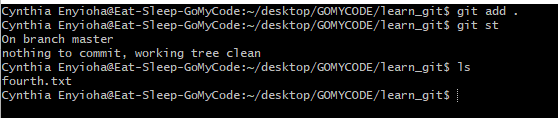 Cynthia Enyioha@Eat-Sleep-GoMyCode:~/desktop/GOMYCODE/learn_git$ git add .
Cynthia Enyioha@Eat-Sleep-GoMyCode:~/desktop/GOMYCODE/learn_git$ git st
On branch master
nothing to commit, working tree clean
Cynthia Enyioha@Eat-Sleep-GoMyCode:~/desktop/GOMYCODE/learn_git$ ls
fourth.txt
Cynthia Enyioha@Eat-Sleep-GoMyCode:~/desktop/GOMYCODE/learn_git$